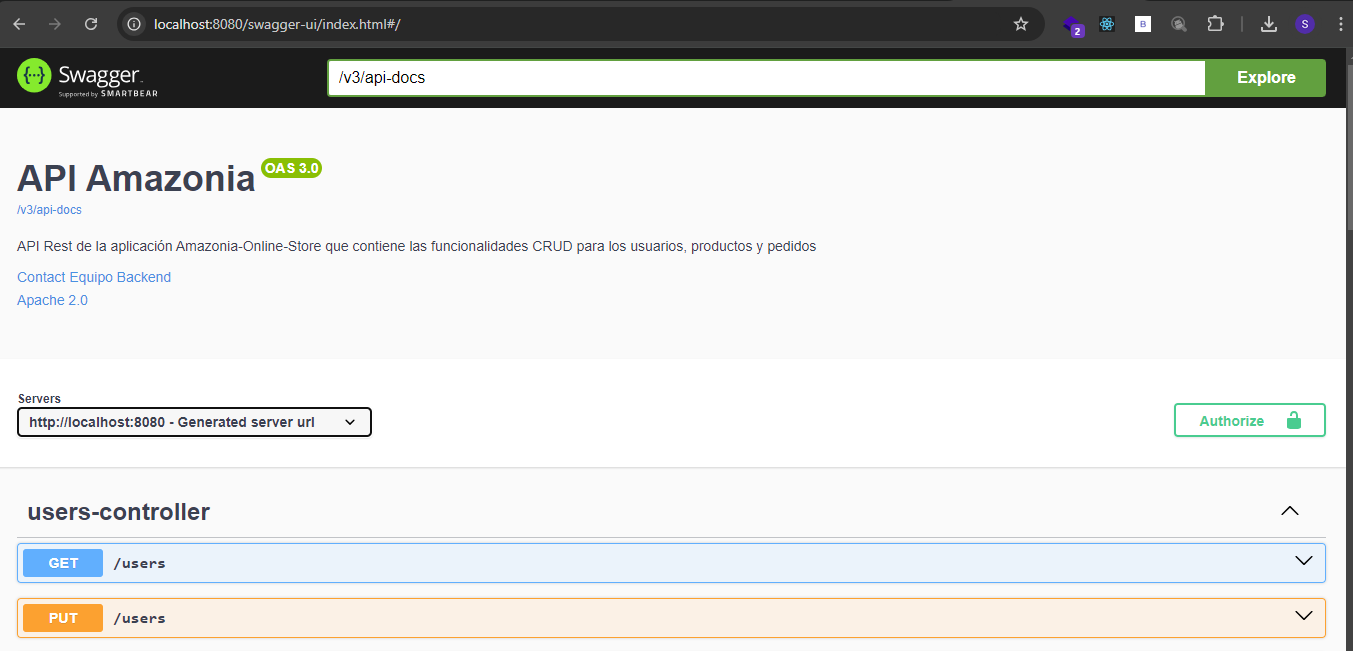 localhost:8080/swagger-ui/index.html#/
2
B
S
Swagger.
Supported by SMARTBEAR
/v3/api-docs
Explore
API Amazonia OAS 3.0
/v3/api-docs
API Rest de la aplicación Amazonia-Online-Store que contiene las funcionalidades CRUD para los usuarios, productos y pedidos
Contact Equipo Backend
Apache 2.0
Servers
http://localhost:8080 - Generated server url
Authorize
users-controller
GET /users
PUT /users